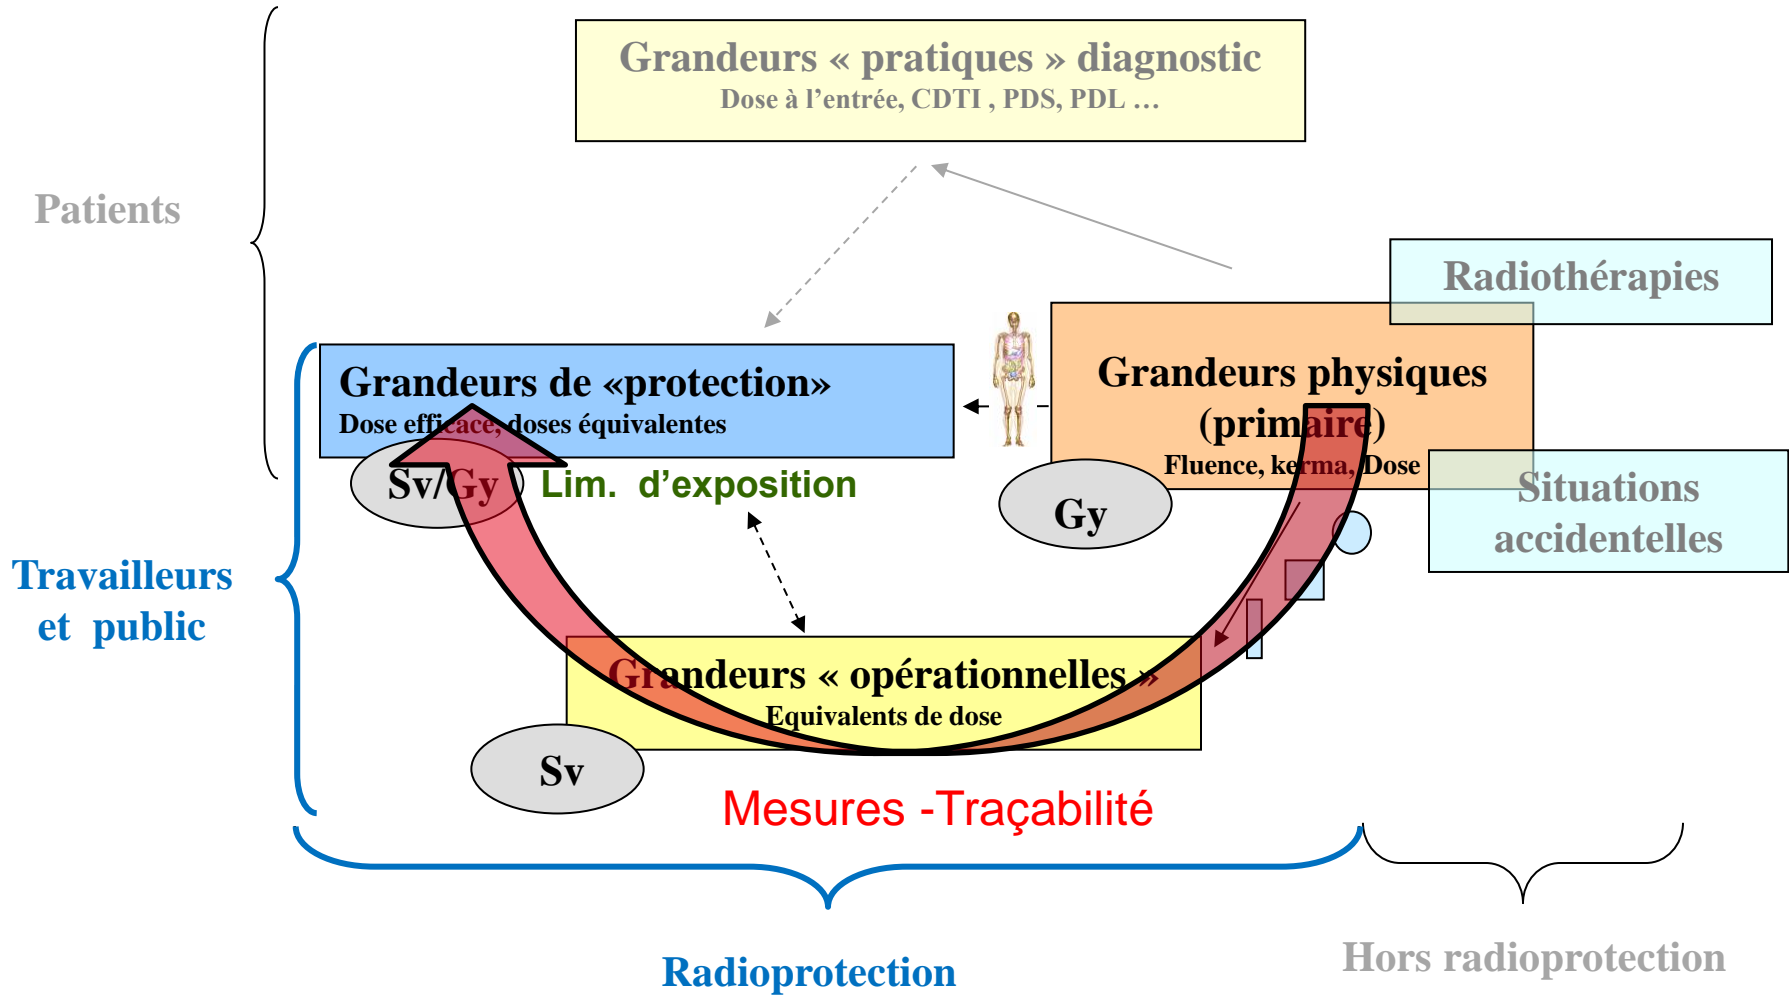 Grandeurs « pratiques » diagnostic
Dose à l’entrée, CDTI , PDS, PDL …
Patients
Radiothérapies
Grandeurs de «protection»
Dose efficace, doses équivalentes
Grandeurs physiques
(primaire)
Fluence, kerma, Dose
Sv/Gy
Lim. d’exposition
Gy
Situations
accidentelles
Travailleurs
et public
Grandeurs « opérationnelles »
Equivalents de dose
Sv
Mesures -Traçabilité
Radioprotection
Hors radioprotection